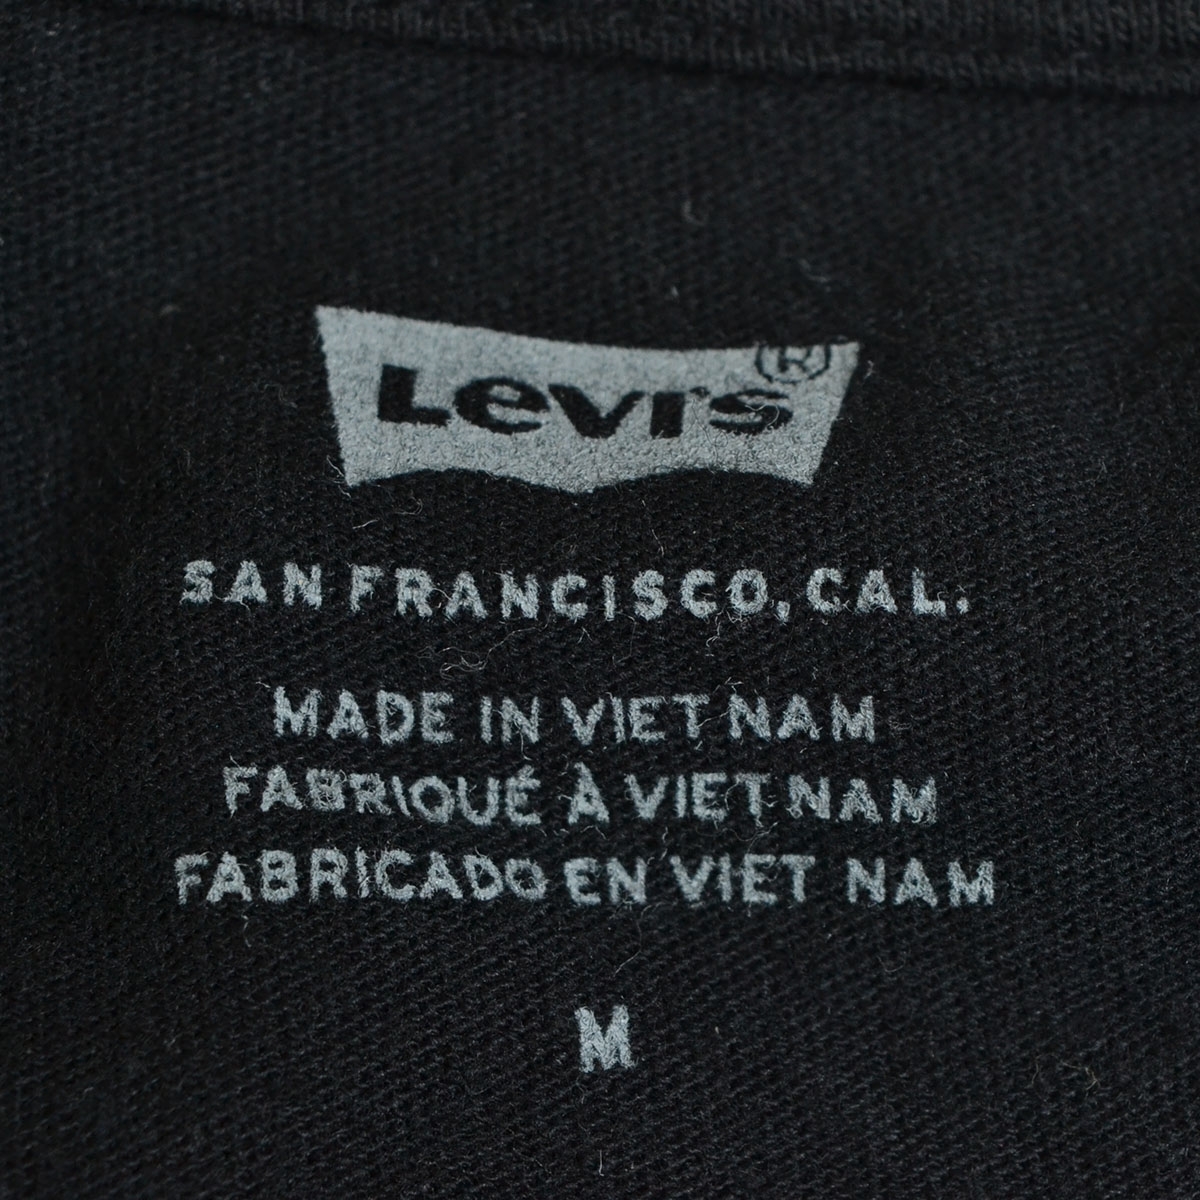 Levi's ®
SAN FRANCISCO, CAL.
MADE IN VIET NAM
FABRIQUÉ À VIET NAM
FABRICADO EN VIET NAM
M